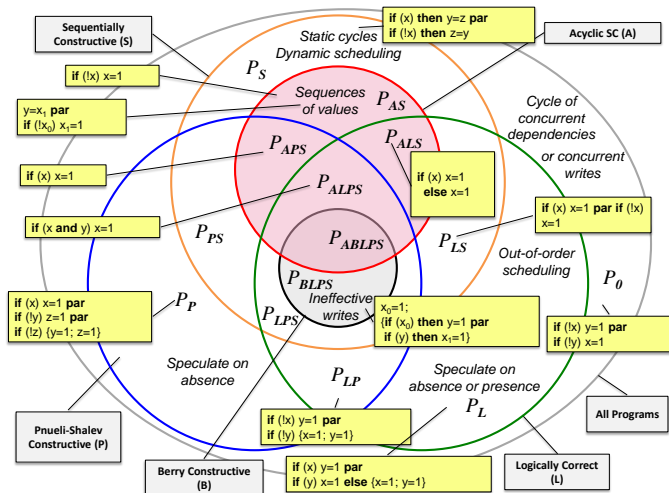 if (x) then y=z par
if (!x) then z=y
Sequentially
Constructive (S)
Static cycles
Dynamic scheduling
Acyclic SC (A)
P_S
if (!x) x=1
Sequences
of values
P_AS
Cycle of
concurrent
dependencies
or concurrent
writes
y=x₁ par
if (!x₀) x₁=1
P_APS
P_ALS
if (x) x=1
if (x) x=1
else x=1
P_ALPS
if (x) x=1 par if (!x)
x=1
if (x and y) x=1
P_PS
P_ABLPS
P_LS
Out-of-order
scheduling
P_BLPS
P_0
if (x) x=1 par
if (!y) z=1 par
if (!z) {y=1; z=1}
P_P
Ineffective
writes
P_LPS
x₀=1;
{if (x₀) then y=1 par
if (y) then x₁=1}
if (!x) y=1 par
if (!y) x=1
Speculate on
absence
P_LP
Speculate on
absence or presence
P_L
All Programs
Pnueli-Shalev
Constructive (P)
if (!x) y=1 par
if (!y) {x=1; y=1}
Berry Constructive
(B)
if (x) y=1 par
if (y) x=1 else {x=1; y=1}
Logically Correct
(L)